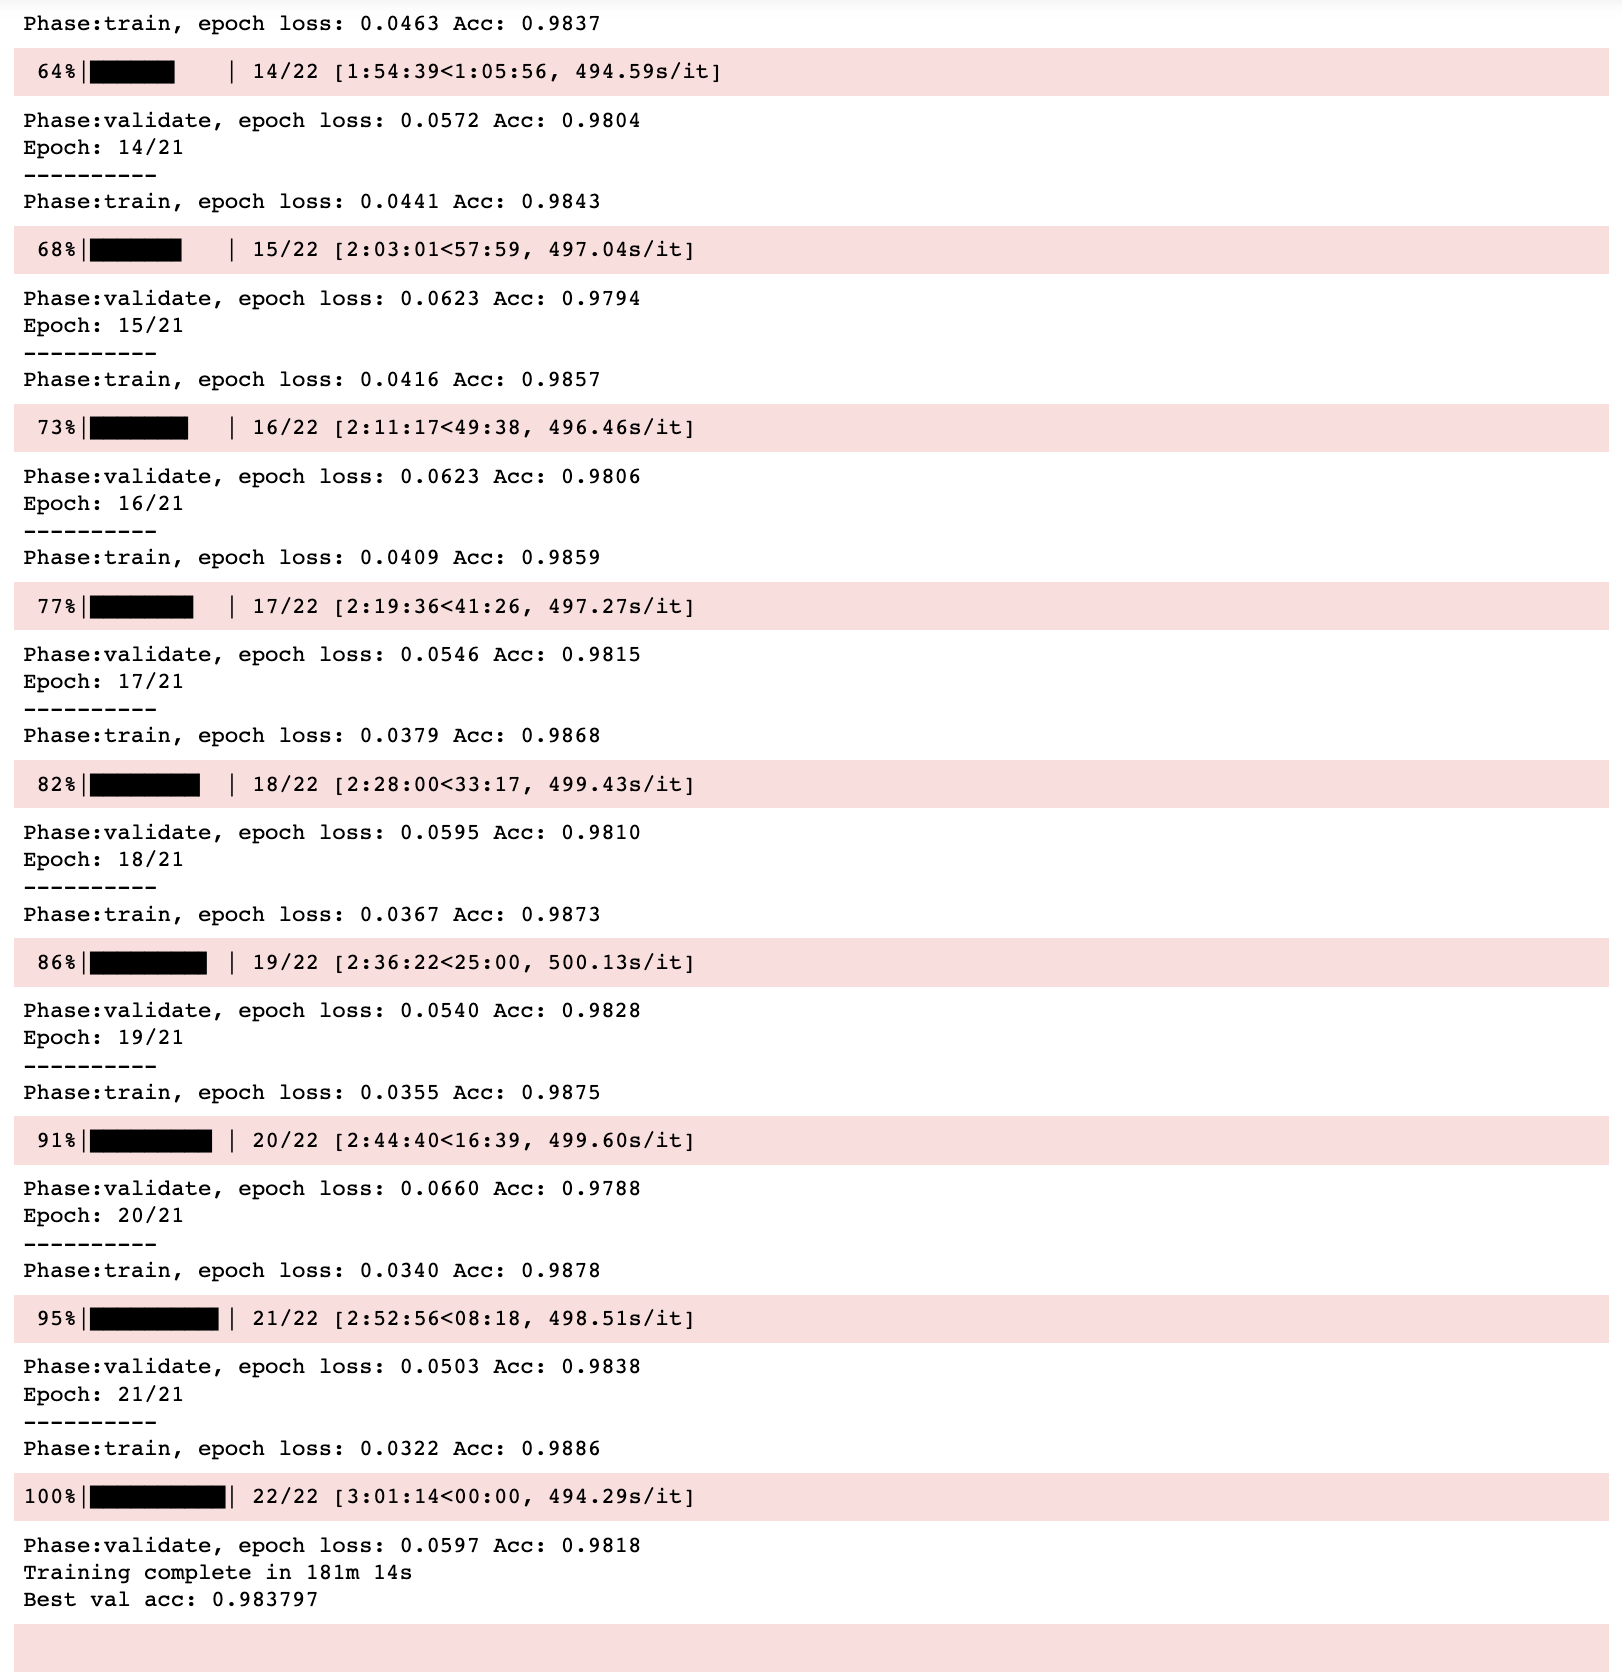 Phase:train, epoch loss: 0.0463 Acc: 0.9837
64%|███████   | 14/22 [1:54:39<1:05:56, 494.59s/it]
Phase:validate, epoch loss: 0.0572 Acc: 0.9804
Epoch: 14/21
----------
Phase:train, epoch loss: 0.0441 Acc: 0.9843
68%|███████   | 15/22 [2:03:01<57:59, 497.04s/it]
Phase:validate, epoch loss: 0.0623 Acc: 0.9794
Epoch: 15/21
----------
Phase:train, epoch loss: 0.0416 Acc: 0.9857
73%|████████  | 16/22 [2:11:17<49:38, 496.46s/it]
Phase:validate, epoch loss: 0.0623 Acc: 0.9806
Epoch: 16/21
----------
Phase:train, epoch loss: 0.0409 Acc: 0.9859
77%|████████  | 17/22 [2:19:36<41:26, 497.27s/it]
Phase:validate, epoch loss: 0.0546 Acc: 0.9815
Epoch: 17/21
----------
Phase:train, epoch loss: 0.0379 Acc: 0.9868
82%|█████████ | 18/22 [2:28:00<33:17, 499.43s/it]
Phase:validate, epoch loss: 0.0595 Acc: 0.9810
Epoch: 18/21
----------
Phase:train, epoch loss: 0.0367 Acc: 0.9873
86%|█████████ | 19/22 [2:36:22<25:00, 500.13s/it]
Phase:validate, epoch loss: 0.0540 Acc: 0.9828
Epoch: 19/21
----------
Phase:train, epoch loss: 0.0355 Acc: 0.9875
91%|█████████ | 20/22 [2:44:40<16:39, 499.60s/it]
Phase:validate, epoch loss: 0.0660 Acc: 0.9788
Epoch: 20/21
----------
Phase:train, epoch loss: 0.0340 Acc: 0.9878
95%|██████████| 21/22 [2:52:56<08:18, 498.51s/it]
Phase:validate, epoch loss: 0.0503 Acc: 0.9838
Epoch: 21/21
----------
Phase:train, epoch loss: 0.0322 Acc: 0.9886
100%|██████████| 22/22 [3:01:14<00:00, 494.29s/it]
Phase:validate, epoch loss: 0.0597 Acc: 0.9818
Training complete in 181m 14s
Best val acc: 0.983797